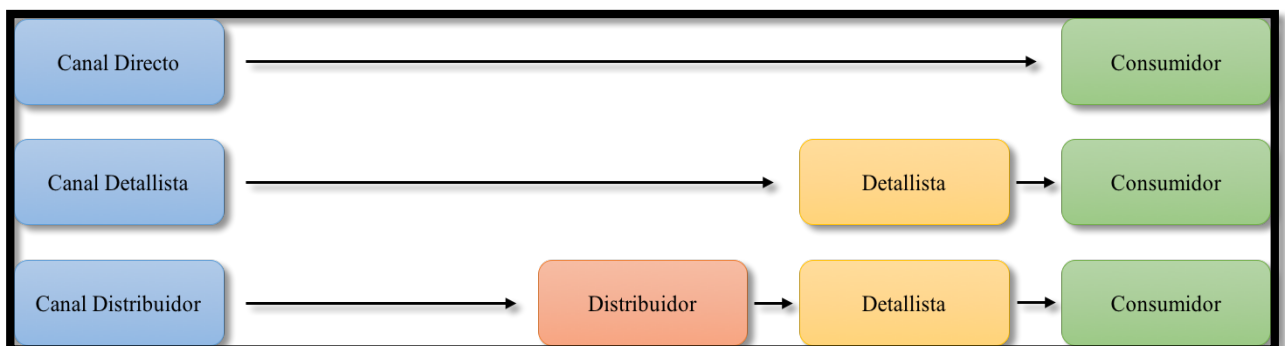 Canal Directo
Consumidor
Canal Detallista
Detallista
Consumidor
Canal Distribuidor
Distribuidor
Detallista
Consumidor